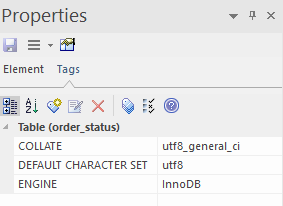 Properties
Element Tags
Table (order_status)
COLLATE utf8_general_ci
DEFAULT CHARACTER SET utf8
ENGINE InnoDB